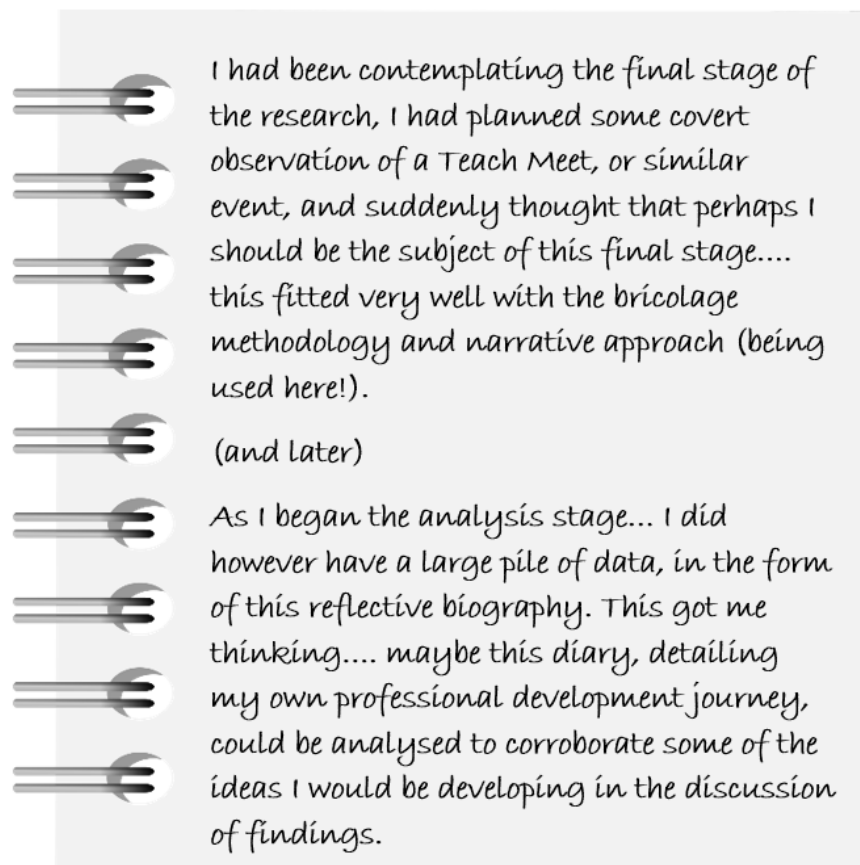 I had been contemplating the final stage of
the research, I had planned some covert
observation of a Teach Meet, or similar
event, and suddenly thought that perhaps I
should be the subject of this final stage....
this fitted very well with the bricolage
methodology and narrative approach (being
used here!).
(and later)
As I began the analysis stage... I did
however have a large pile of data, in the form
of this reflective biography. This got me
thinking.... maybe this diary, detailing
my own professional development journey,
could be analysed to corroborate some of the
ideas I would be developing in the discussion
of findings.